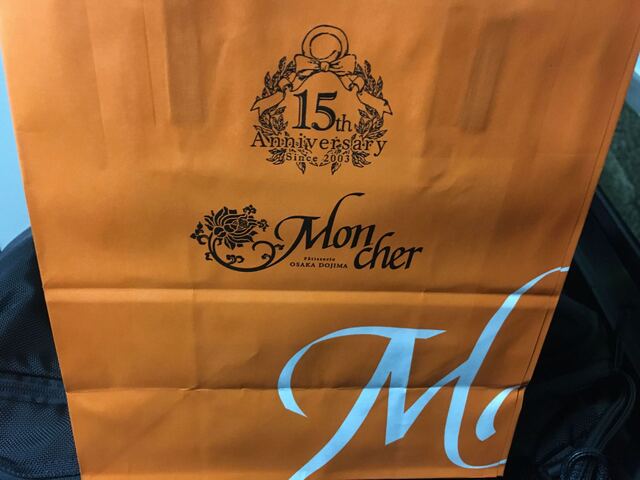 15th
Anniversary
Since 2003
Mon cher
Pâtisserie
OSAKA DOJIMA
M